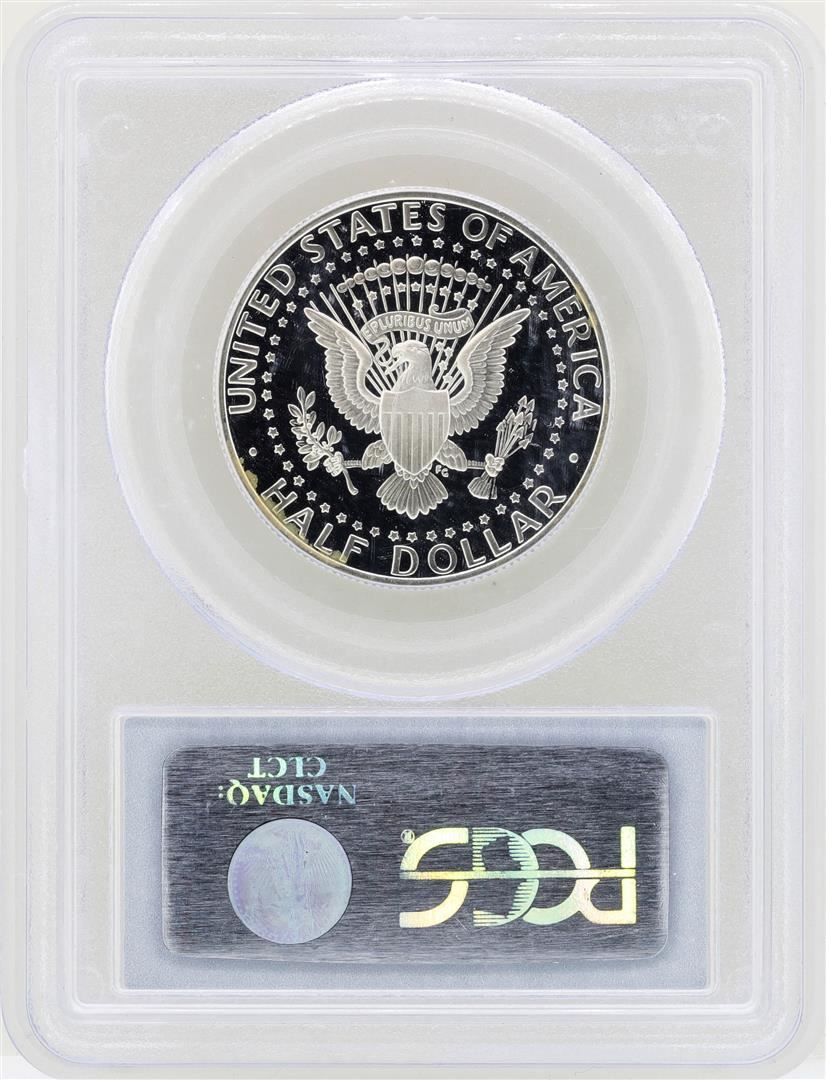 UNITED STATES OF AMERICA
E PLURIBUS UNUM
FG
HALF DOLLAR
NASDAQ:
CLCT
PCGS